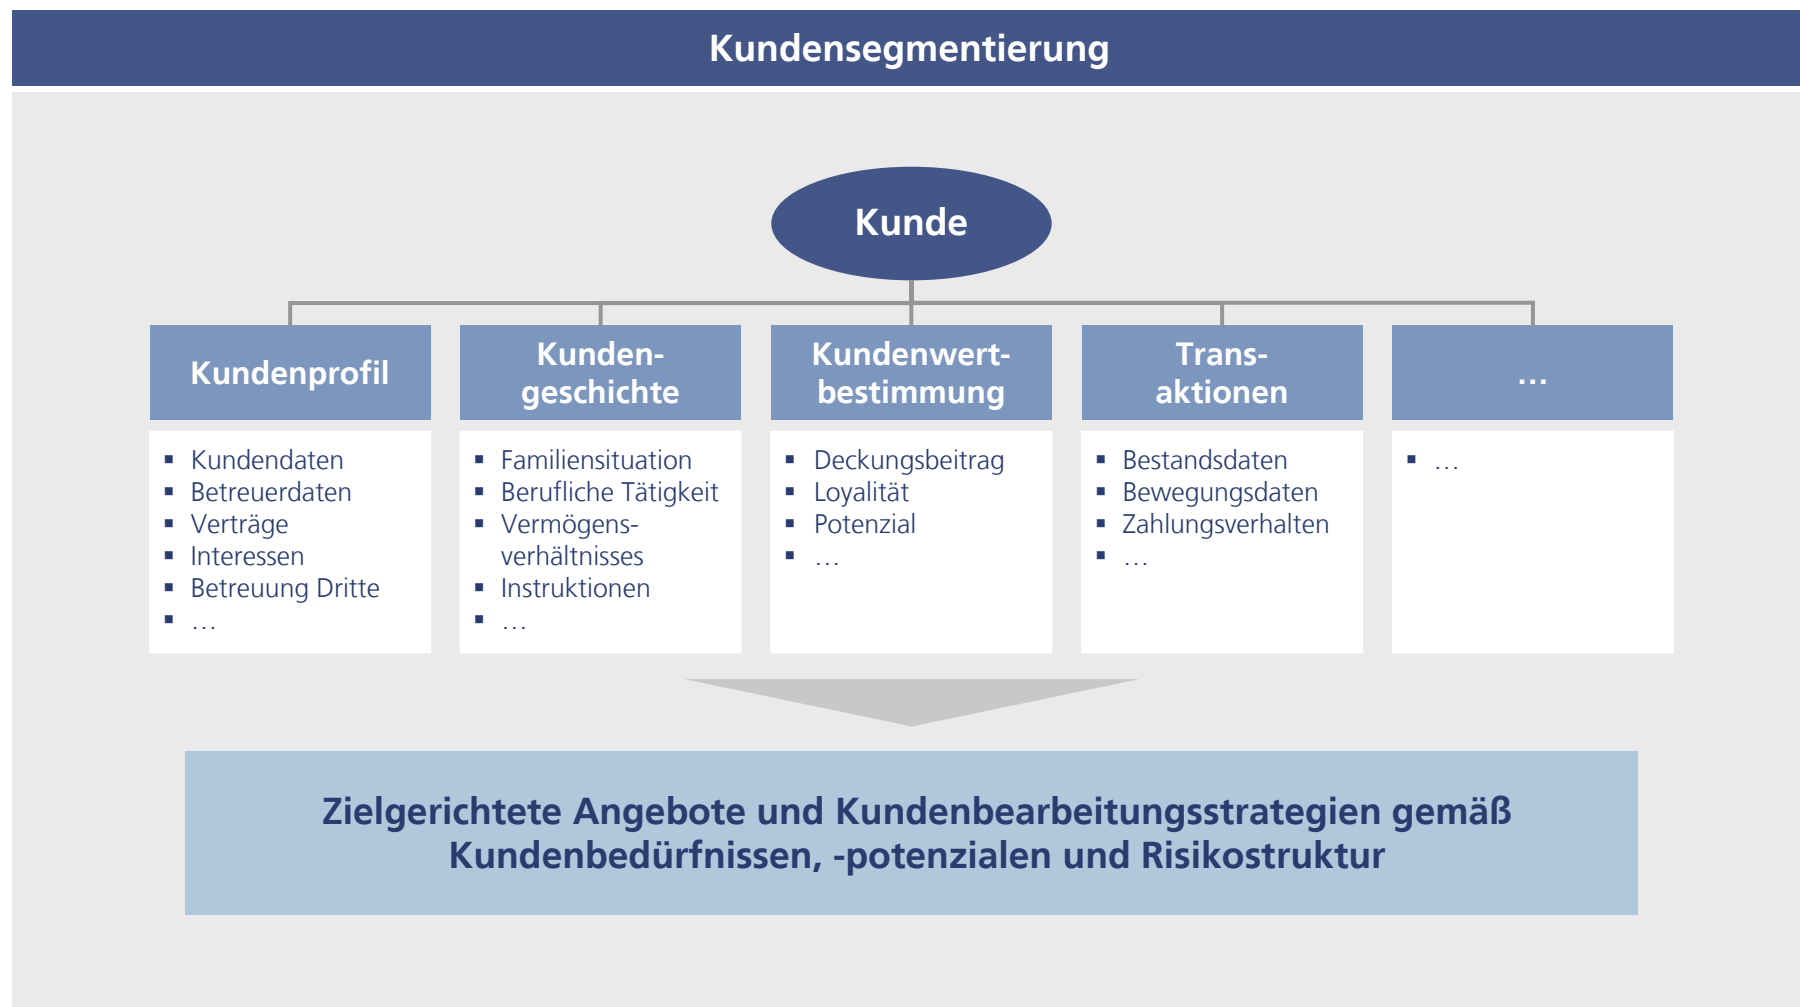 Kundensegmentierung
Kunde
Kundenprofil
▪ Kundendaten
▪ Betreuerdaten
▪ Verträge
▪ Interessen
▪ Betreuung Dritte
▪ …
Kunden-
geschichte
▪ Familiensituation
▪ Berufliche Tätigkeit
▪ Vermögens-
verhältnisses
▪ Instruktionen
▪ …
Kundenwert-
bestimmung
▪ Deckungsbeitrag
▪ Loyalität
▪ Potenzial
▪ …
Trans-
aktionen
▪ Bestandsdaten
▪ Bewegungsdaten
▪ Zahlungsverhalten
▪ …
…
▪ …
Zielgerichtete Angebote und Kundenbearbeitungsstrategien gemäß
Kundenbedürfnissen, -potenzialen und Risikostruktur